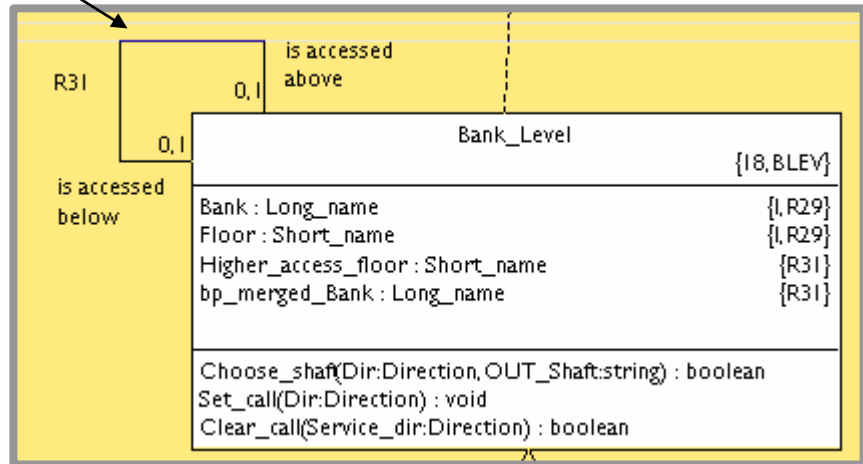 is accessed
above
R31
0, 1
0, 1
is accessed
below
Bank_Level
{18, BLEV}
Bank : Long_name {I, R29}
Floor : Short_name {I, R29}
Higher_access_floor : Short_name {R31}
bp_merged_Bank : Long_name {R31}
Choose_shaft(Dir:Direction, OUT_Shaft:string) : boolean
Set_call(Dir:Direction) : void
Clear_call(Service_dir:Direction) : boolean